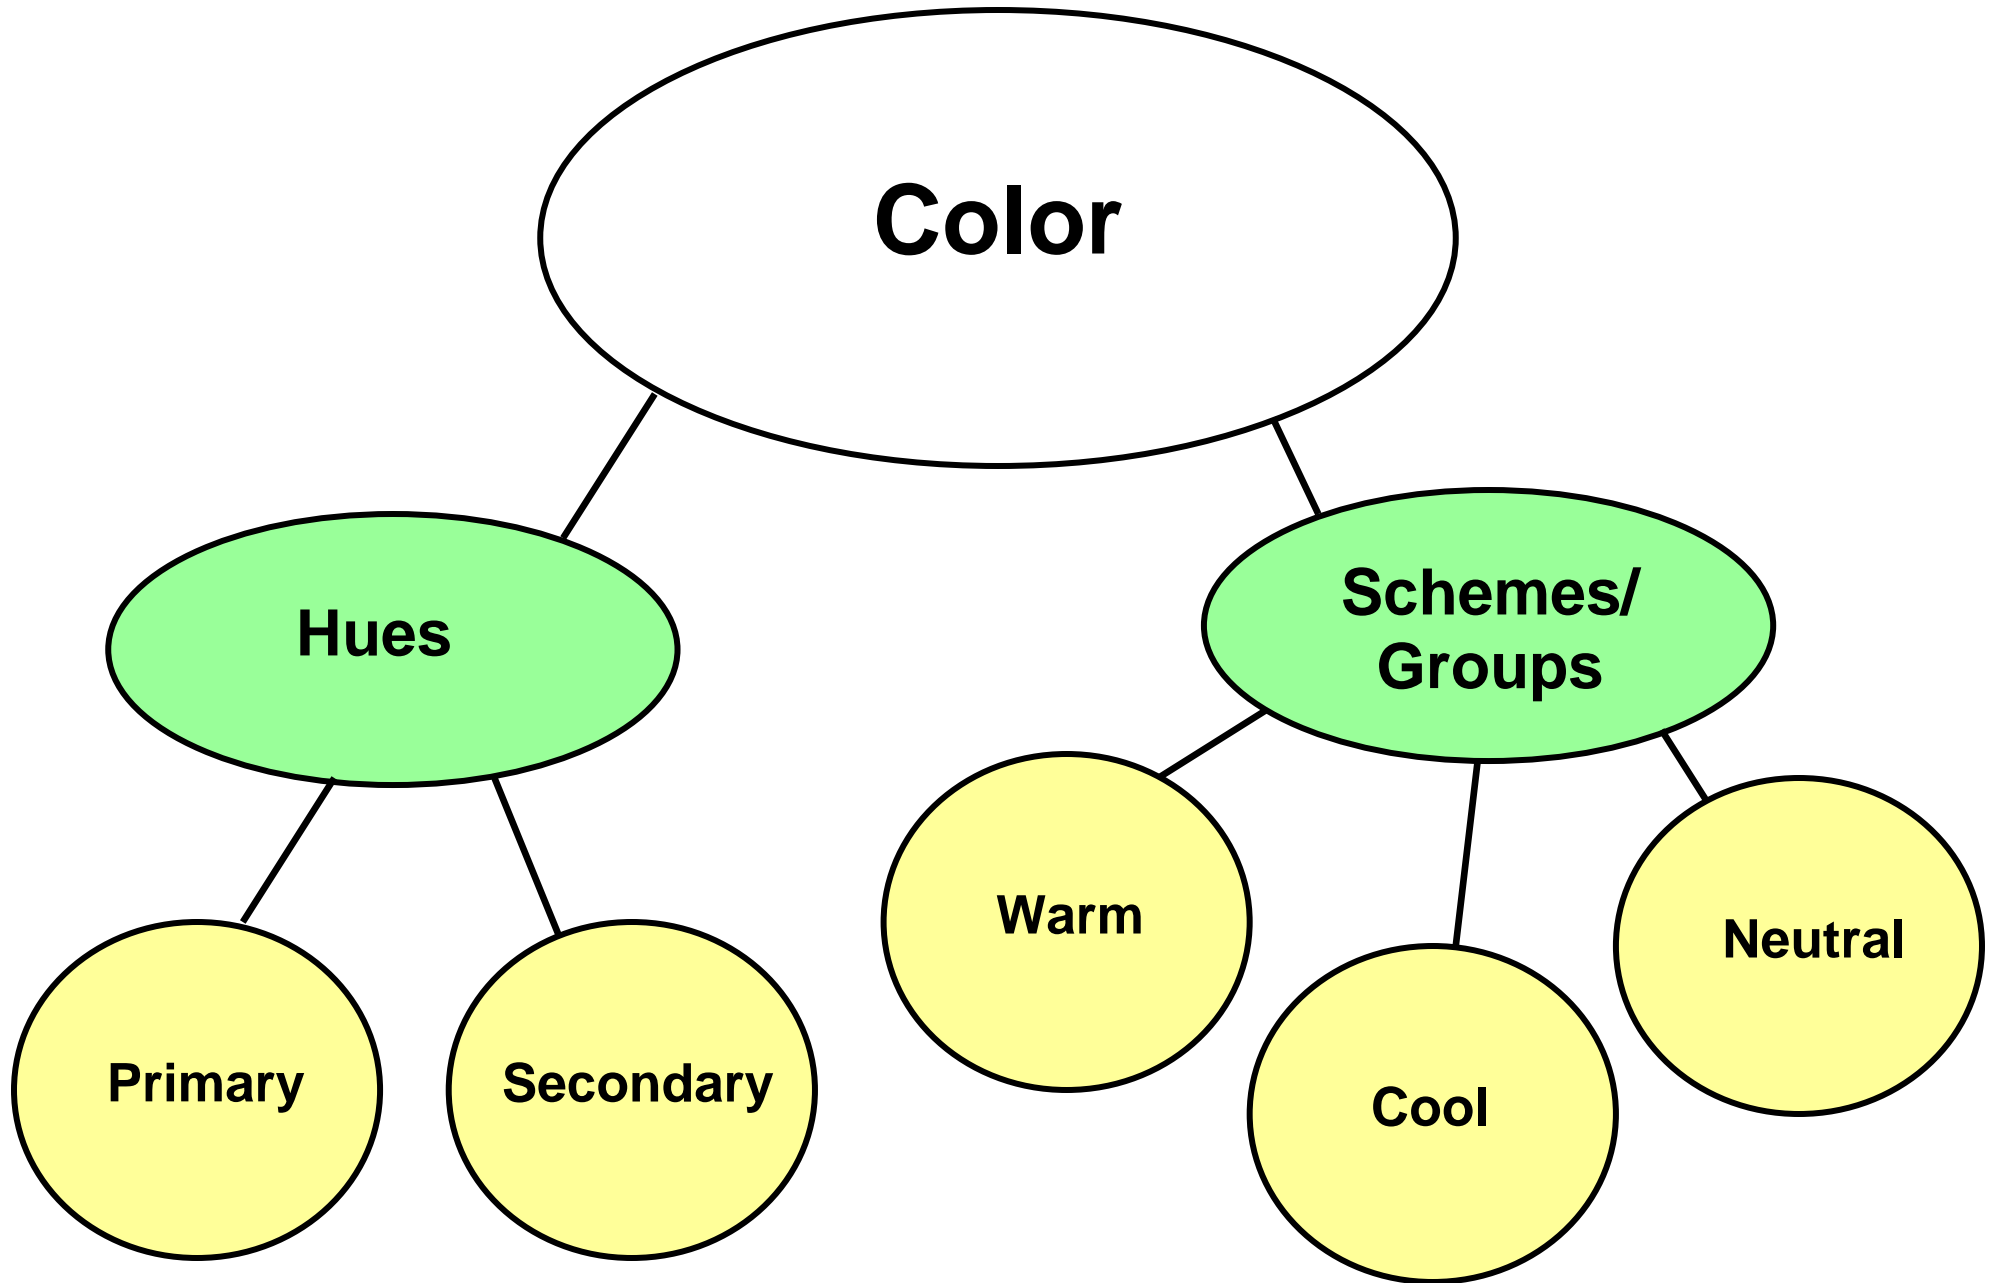 Color
Hues
Schemes/
Groups
Warm
Neutral
Primary
Secondary
Cool